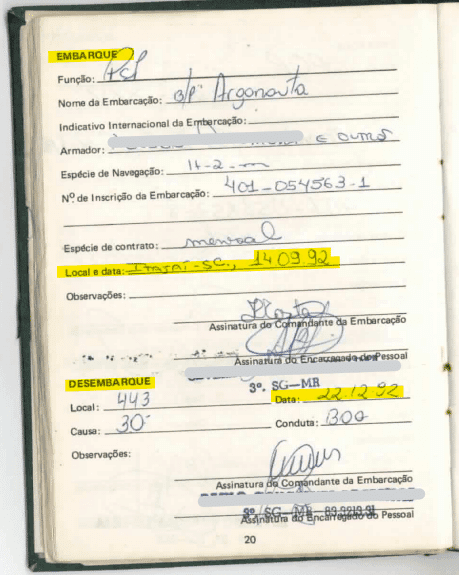 EMBARQUE
Função: PCP
Nome da Embarcação: B/P Argonauta
Indicativo Internacional da Embarcação:
Armador: E OUTROS
Espécie de Navegação: 11-2-m
Nº de Inscrição da Embarcação: 401-054563-1
Espécie de contrato: mensal
Local e data: ITAJAÍ-SC., 14 09.92
Observações:
Assinatura do Comandante da Embarcação
Assinatura do Encarregado do Pessoal
3º. SG-MR
DESEMBARQUE
Local: 443 Data: 22.12.92
Causa: 30 Conduta: BOA
Observações:
Assinatura do Comandante da Embarcação
Assinatura do Encarregado do Pessoal
20